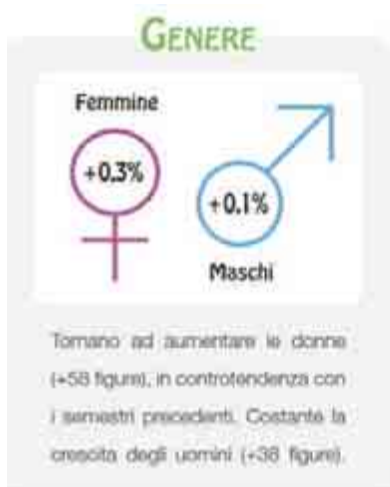 GENERE
Femmine
+0.3%
+0.1%
Maschi
Tornano ad aumentare le donne
(+58 figure), in controtendenza con
i semestri precedenti. Costante la
crescita degli uomini (+38 figure).